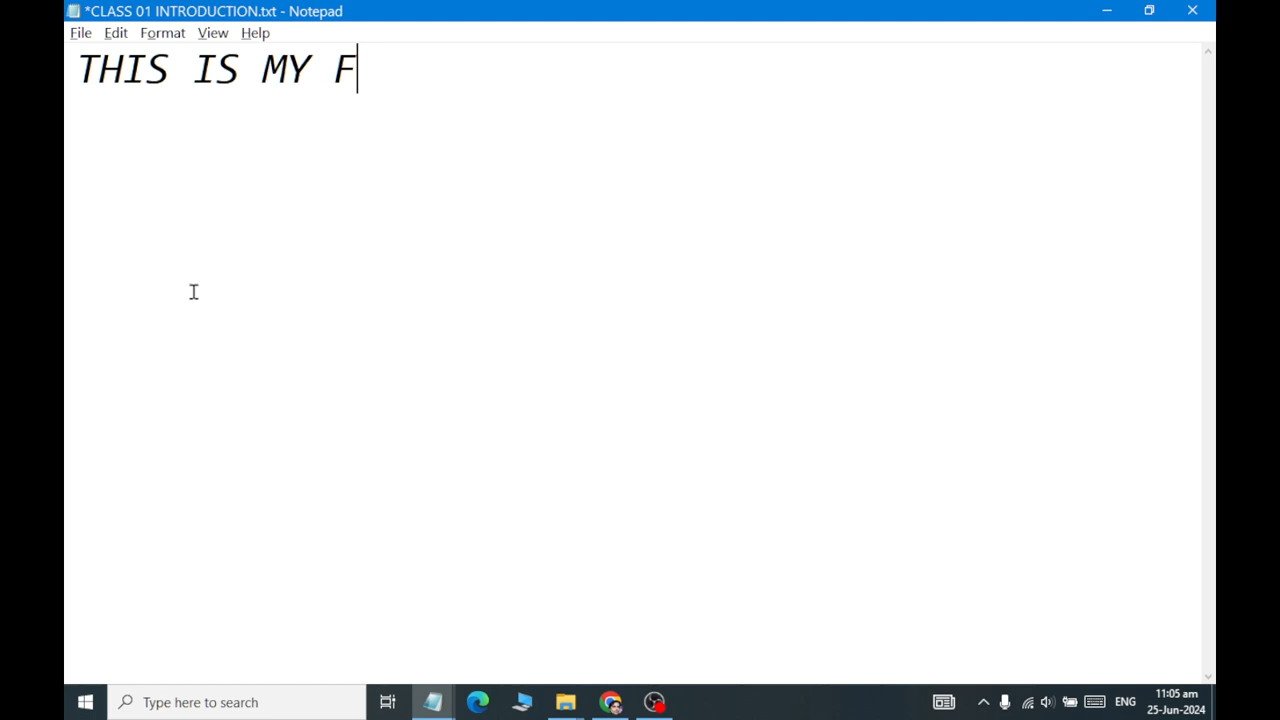 *CLASS 01 INTRODUCTION.txt - Notepad
File Edit Format View Help
THIS IS MY F
Type here to search
ENG
11:05 am
25-Jun-2024